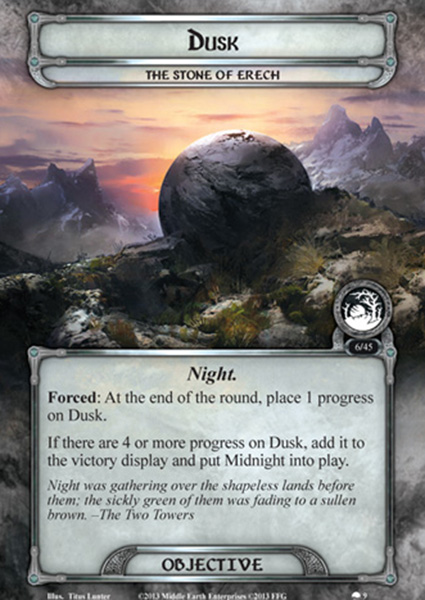 Dusk
The Stone of Erech
6/45
Night.
Forced: At the end of the round, place 1 progress
on Dusk.
If there are 4 or more progress on Dusk, add it to
the victory display and put Midnight into play.
Night was gathering over the shapeless lands before
them; the sickly green of them was fading to a sullen
brown. –The Two Towers
Objective
Illus. Titus Lunter ©2013 Middle Earth Enterprises ©2013 FFG 9